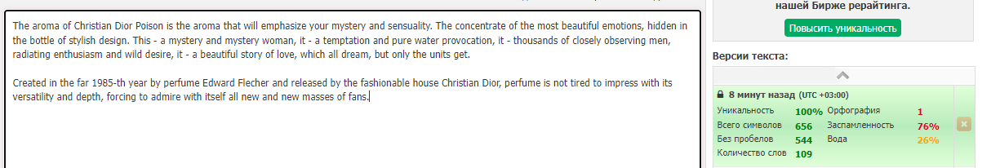 нашей Бирже рерайтинга.
Повысить уникальность
The aroma of Christian Dior Poison is the aroma that will emphasize your mystery and sensuality. The concentrate of the most beautiful emotions, hidden in
the bottle of stylish design. This - a mystery and mystery woman, it - a temptation and pure water provocation, it - thousands of closely observing men,
radiating enthusiasm and wild desire, it - a beautiful story of love, which all dream, but only the units get.
Created in the far 1985-th year by perfume Edward Flecher and released by the fashionable house Christian Dior, perfume is not tired to impress with its
versatility and depth, forcing to admire with itself all new and new masses of fans.
Версии текста:
8 минут назад (UTC +03:00)
Уникальность 100% Орфография 1
Всего символов 656 Заспамленность 76%
Без пробелов 544 Вода 26%
Количество слов 109